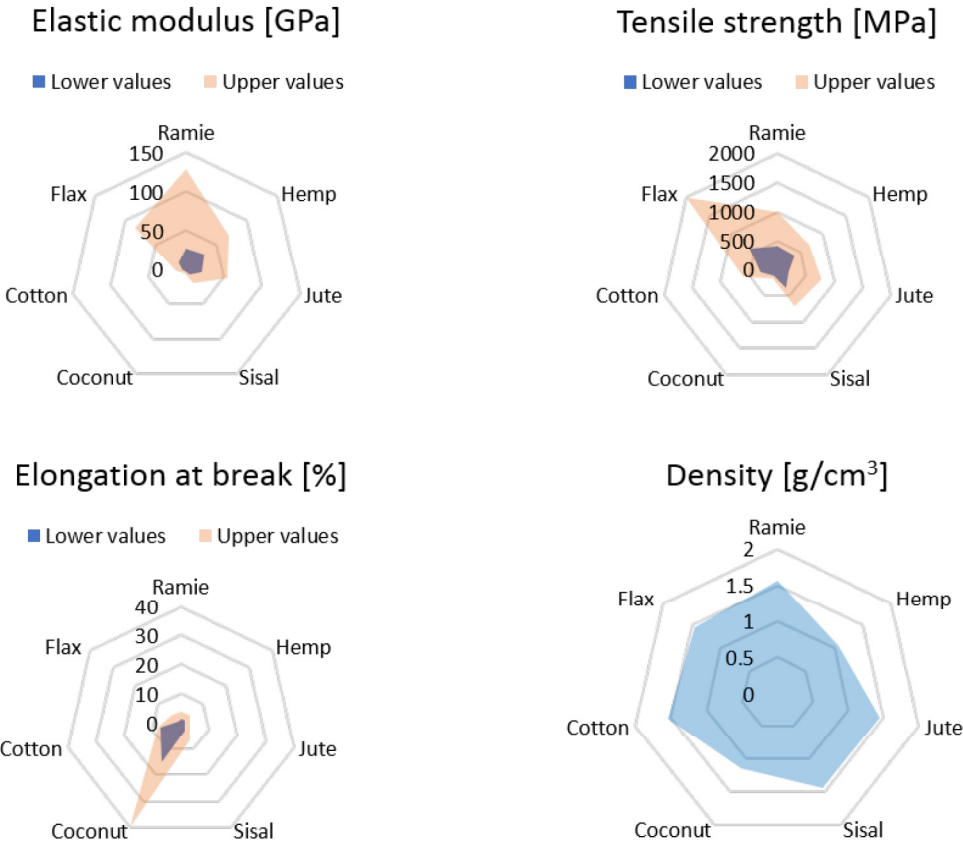 Elastic modulus [GPa]
Lower values Upper values
Ramie
150
Flax Hemp
100
50
0
Cotton Jute
Coconut Sisal
Tensile strength [MPa]
Lower values Upper values
Ramie
2000
Flax 1500 Hemp
1000
500
0
Cotton Jute
Coconut Sisal
Elongation at break [%]
Lower values Upper values
Ramie
40
30
Flax Hemp
20
10
0
Cotton Jute
Coconut Sisal
Density [g/cm³]
Ramie
2
1.5
Flax Hemp
1
0.5
0
Cotton Jute
Coconut Sisal